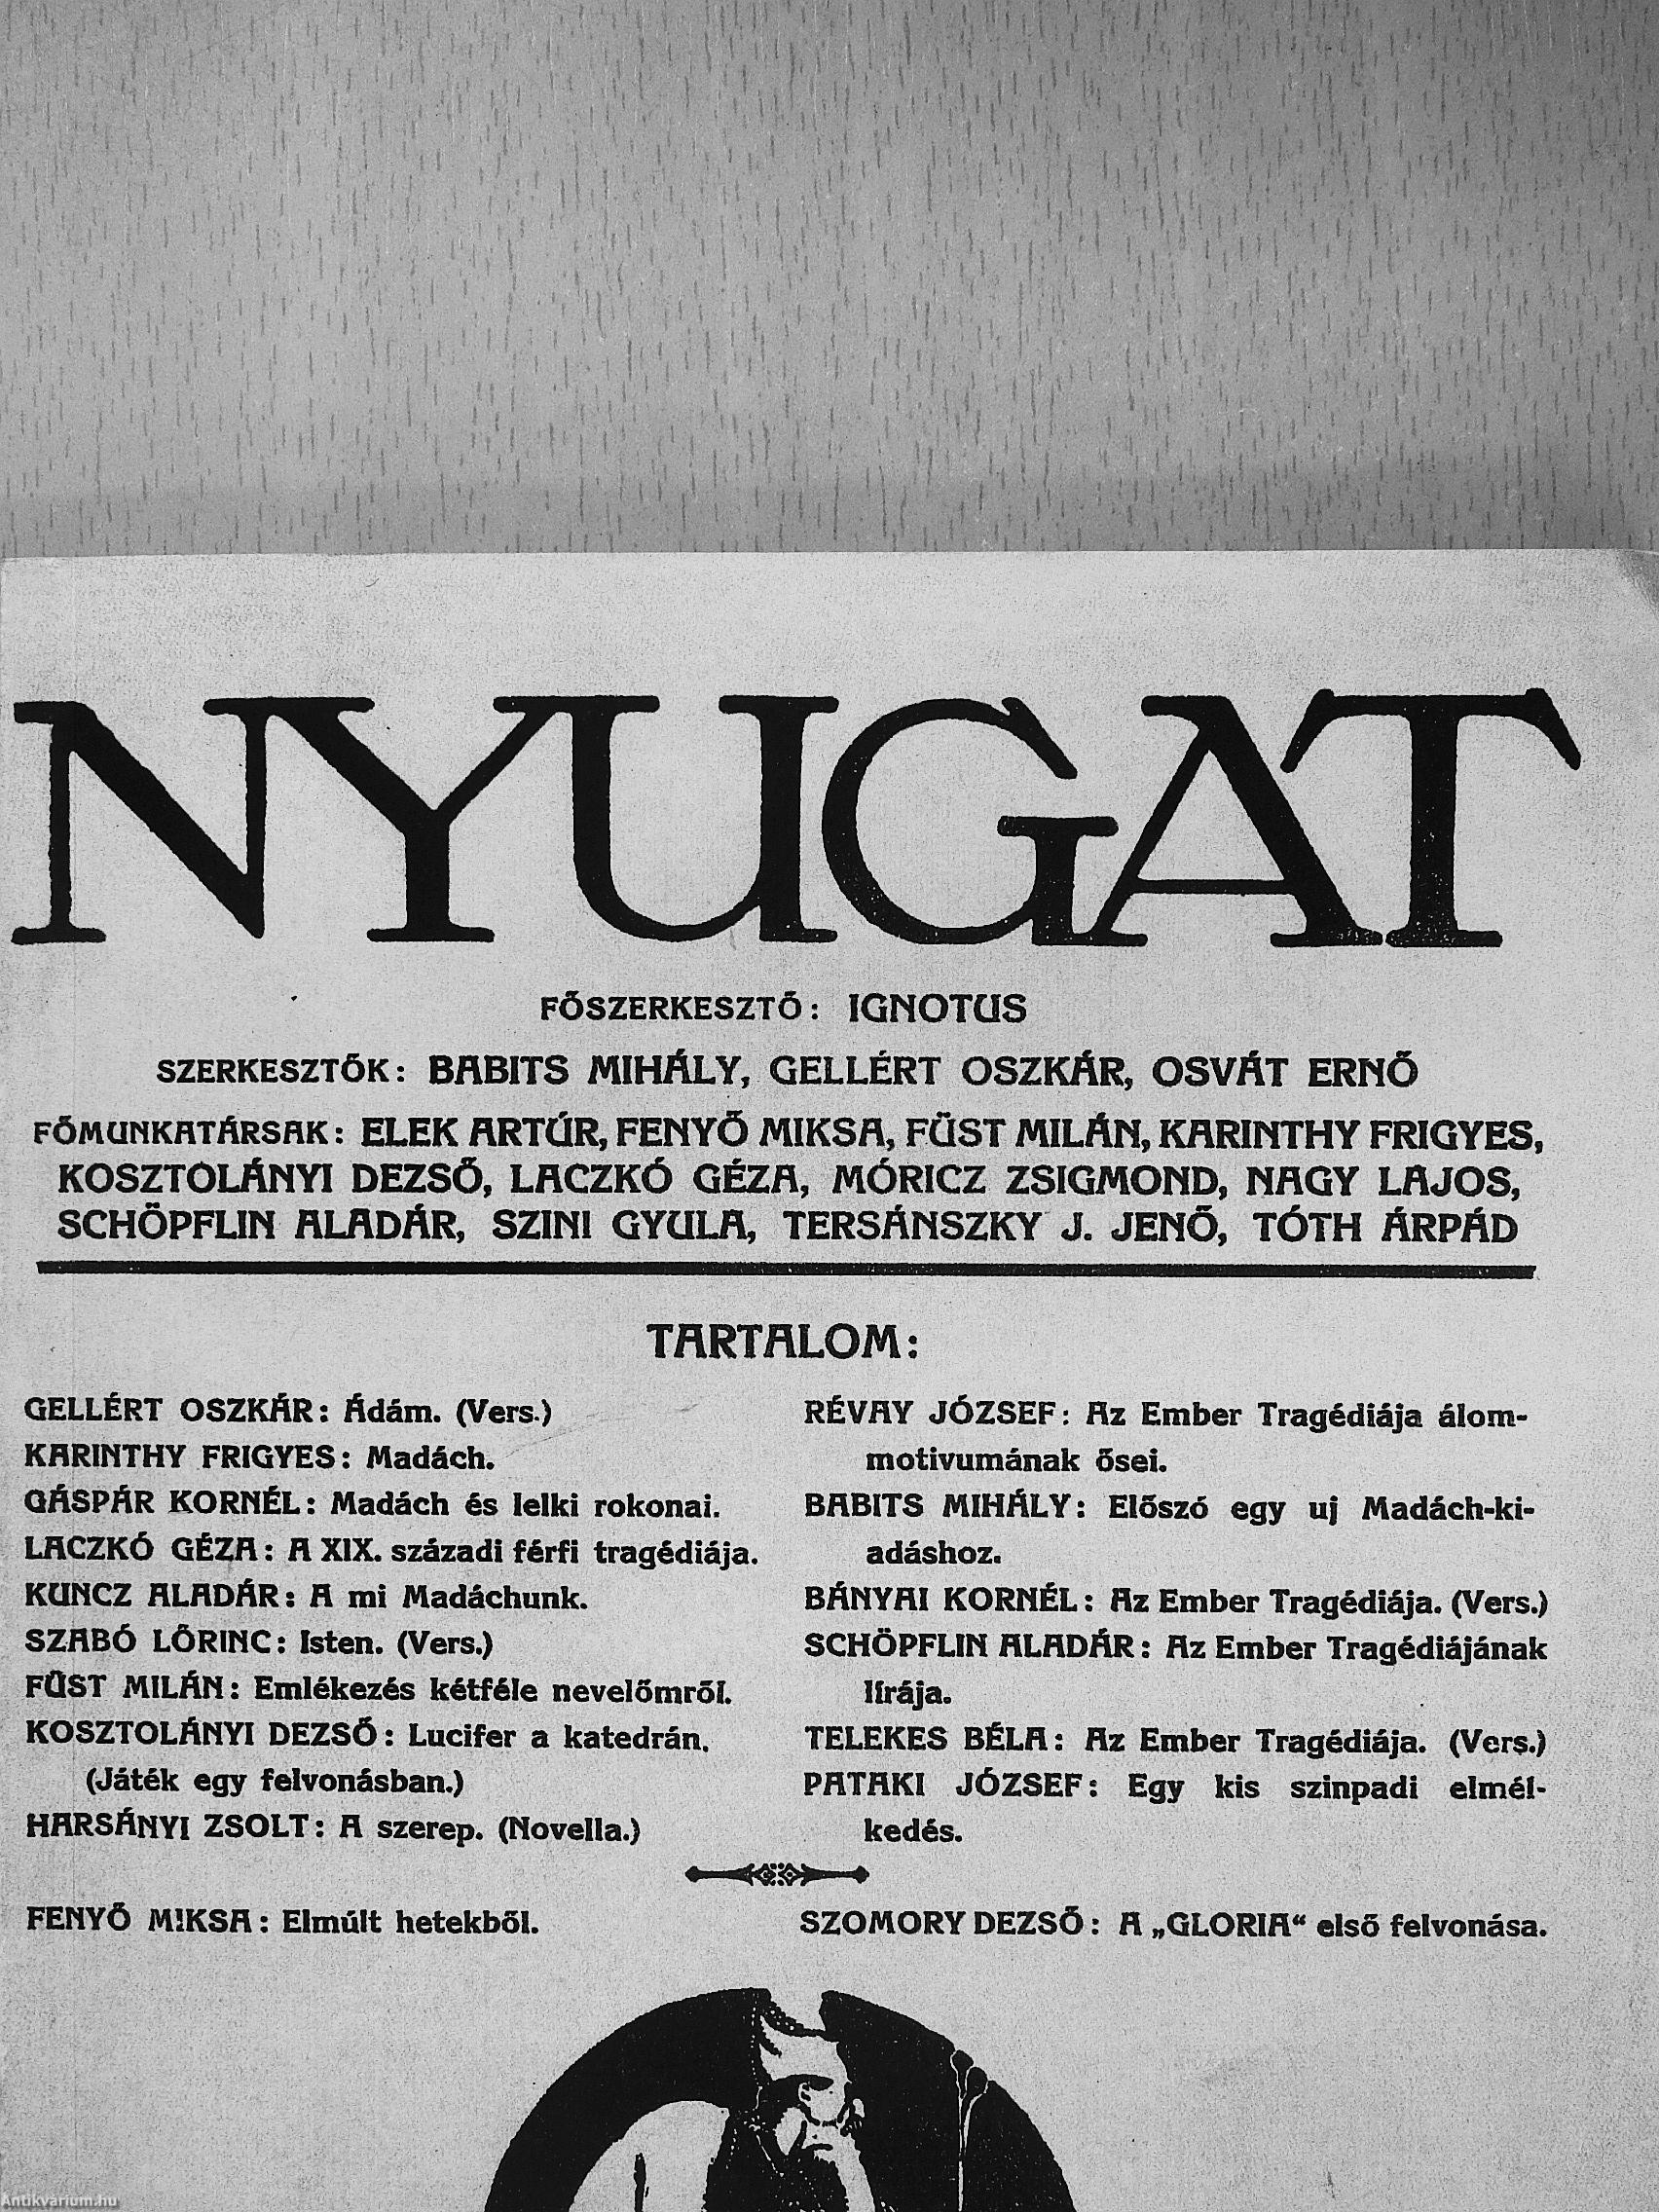 NYUGAT
FŐSZERKESZTŐ: IGNOTUS
SZERKESZTŐK: BABITS MIHÁLY, GELLÉRT OSZKÁR, OSVÁT ERNŐ
FŐMUNKATÁRSAK: ELEK ARTÚR, FENYŐ MIKSA, FÜST MILÁN, KARINTHY FRIGYES,
KOSZTOLÁNYI DEZSŐ, LACZKÓ GÉZA, MÓRICZ ZSIGMOND, NAGY LAJOS,
SCHÖPFLIN ALADÁR, SZINI GYULA, TERSÁNSZKY J. JENŐ, TÓTH ÁRPÁD
TARTALOM:
GELLÉRT OSZKÁR: Ádám. (Vers.)
KARINTHY FRIGYES: Madách.
GÁSPÁR KORNÉL: Madách és lelki rokonai.
LACZKÓ GÉZA: A XIX. századi férfi tragédiája.
KUNCZ ALADÁR: A mi Madáchunk.
SZABÓ LŐRINC: Isten. (Vers.)
FÜST MILÁN: Emlékezés kétféle nevelőmről.
KOSZTOLÁNYI DEZSŐ: Lucifer a katedrán.
(Játék egy felvonásban.)
HARSÁNYI ZSOLT: A szerep. (Novella.)
RÉVAY JÓZSEF: Az Ember Tragédiája álom-
motivumának ősei.
BABITS MIHÁLY: Előszó egy uj Madách-ki-
adáshoz.
BÁNYAI KORNÉL: Az Ember Tragédiája. (Vers.)
SCHÖPFLIN ALADÁR: Az Ember Tragédiájának
lírája.
TELEKES BÉLA: Az Ember Tragédiája. (Vers.)
PATAKI JÓZSEF: Egy kis szinpadi elmél-
kedés.
FENYŐ MIKSA: Elmúlt hetekből.
SZOMORY DEZSŐ: A „GLORIA“ első felvonása.
Antikvarium.hu